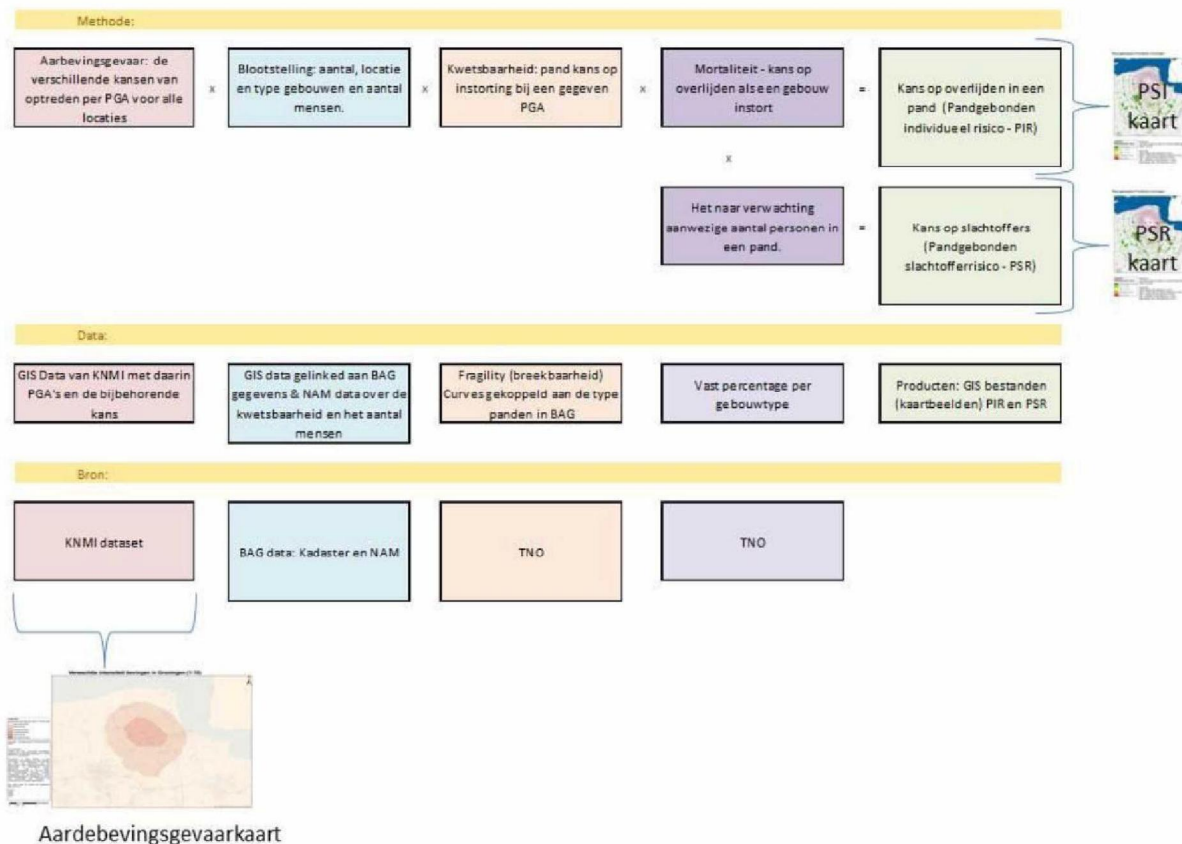 Methode:
Aarbevingsgevaar: de
verschillende kansen van
optreden per PGA voor alle
locaties
x
Blootstelling: aantal, locatie
en type gebouwen en aantal
mensen.
x
Kwetsbaarheid: pand kans op
instorting bij een gegeven
PGA
x
Mortaliteit - kans op
overlijden als een gebouw
instort
=
Kans op overlijden in een
pand (Pandgebonden
individueel risico - PIR)
PSI
kaart
x
Het naar verwachting
aanwezige aantal personen in
een pand.
=
Kans op slachtoffers
(Pandgebonden
slachtofferrisico - PSR)
PSR
kaart
Data:
GIS Data van KNMI met daarin
PGA's en de bijbehorende
kans
GIS data gelinked aan BAG
gegevens & NAM data over de
kwetsbaarheid en het aantal
mensen
Fragility (breekbaarheid)
Curves gekoppeld aan de type
panden in BAG
Vast percentage per
gebouwtype
Producten: GIS bestanden
(kaartbeelden) PIR en PSR
Bron:
KNMI dataset
BAG data: Kadaster en NAM
TNO
TNO
Aardebevingsgevaarkaart